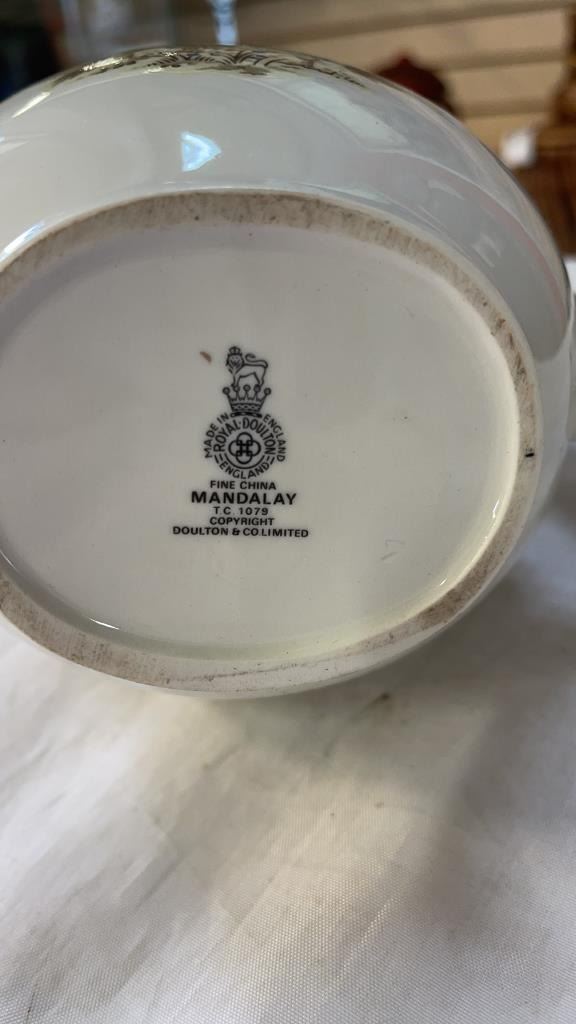 MADE IN ENGLAND
ROYAL·DOULTON
ENGLAND
FINE CHINA
MANDALAY
T.C. 1079
COPYRIGHT
DOULTON & CO LIMITED